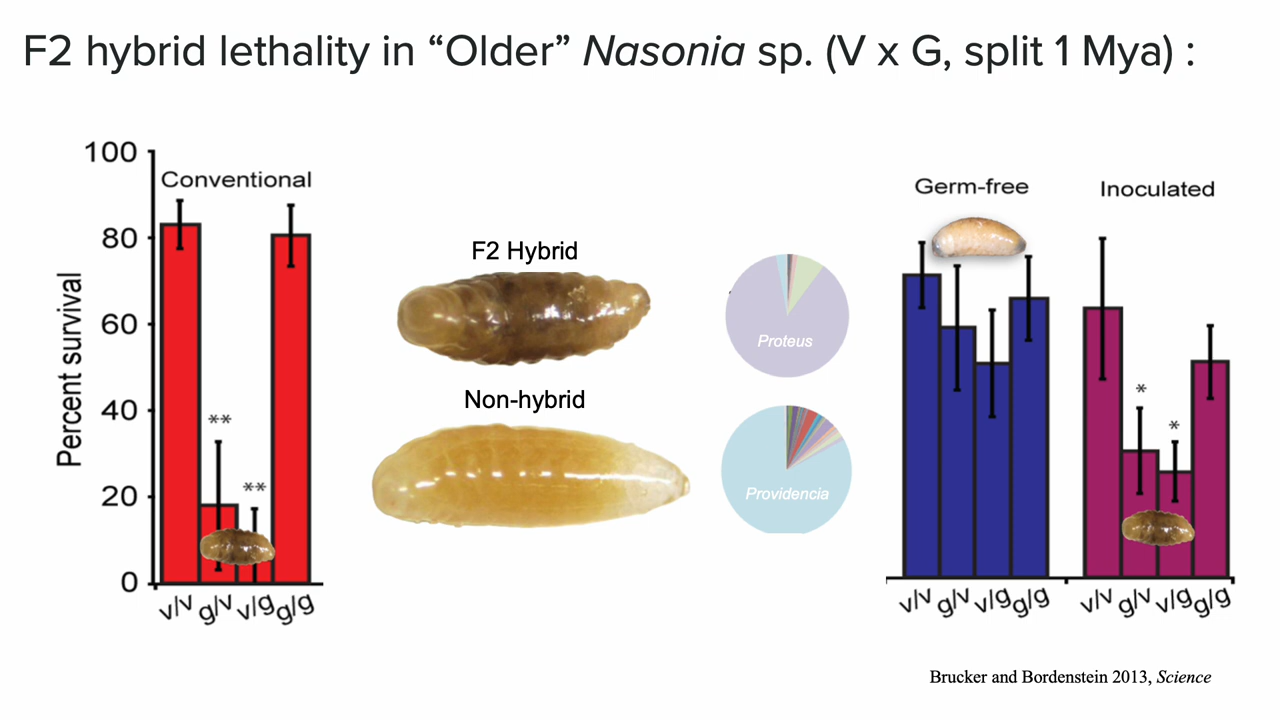 F2 hybrid lethality in “Older” Nasonia sp. (V x G, split 1 Mya) :
Conventional
Percent survival
100
80
60
40
20
0
**
**
v/v g/v v/g g/g
F2 Hybrid
Non-hybrid
Proteus
Providencia
Germ-free
v/v g/v v/g g/g
Inoculated
*
*
v/v g/v v/g g/g
Brucker and Bordenstein 2013, Science